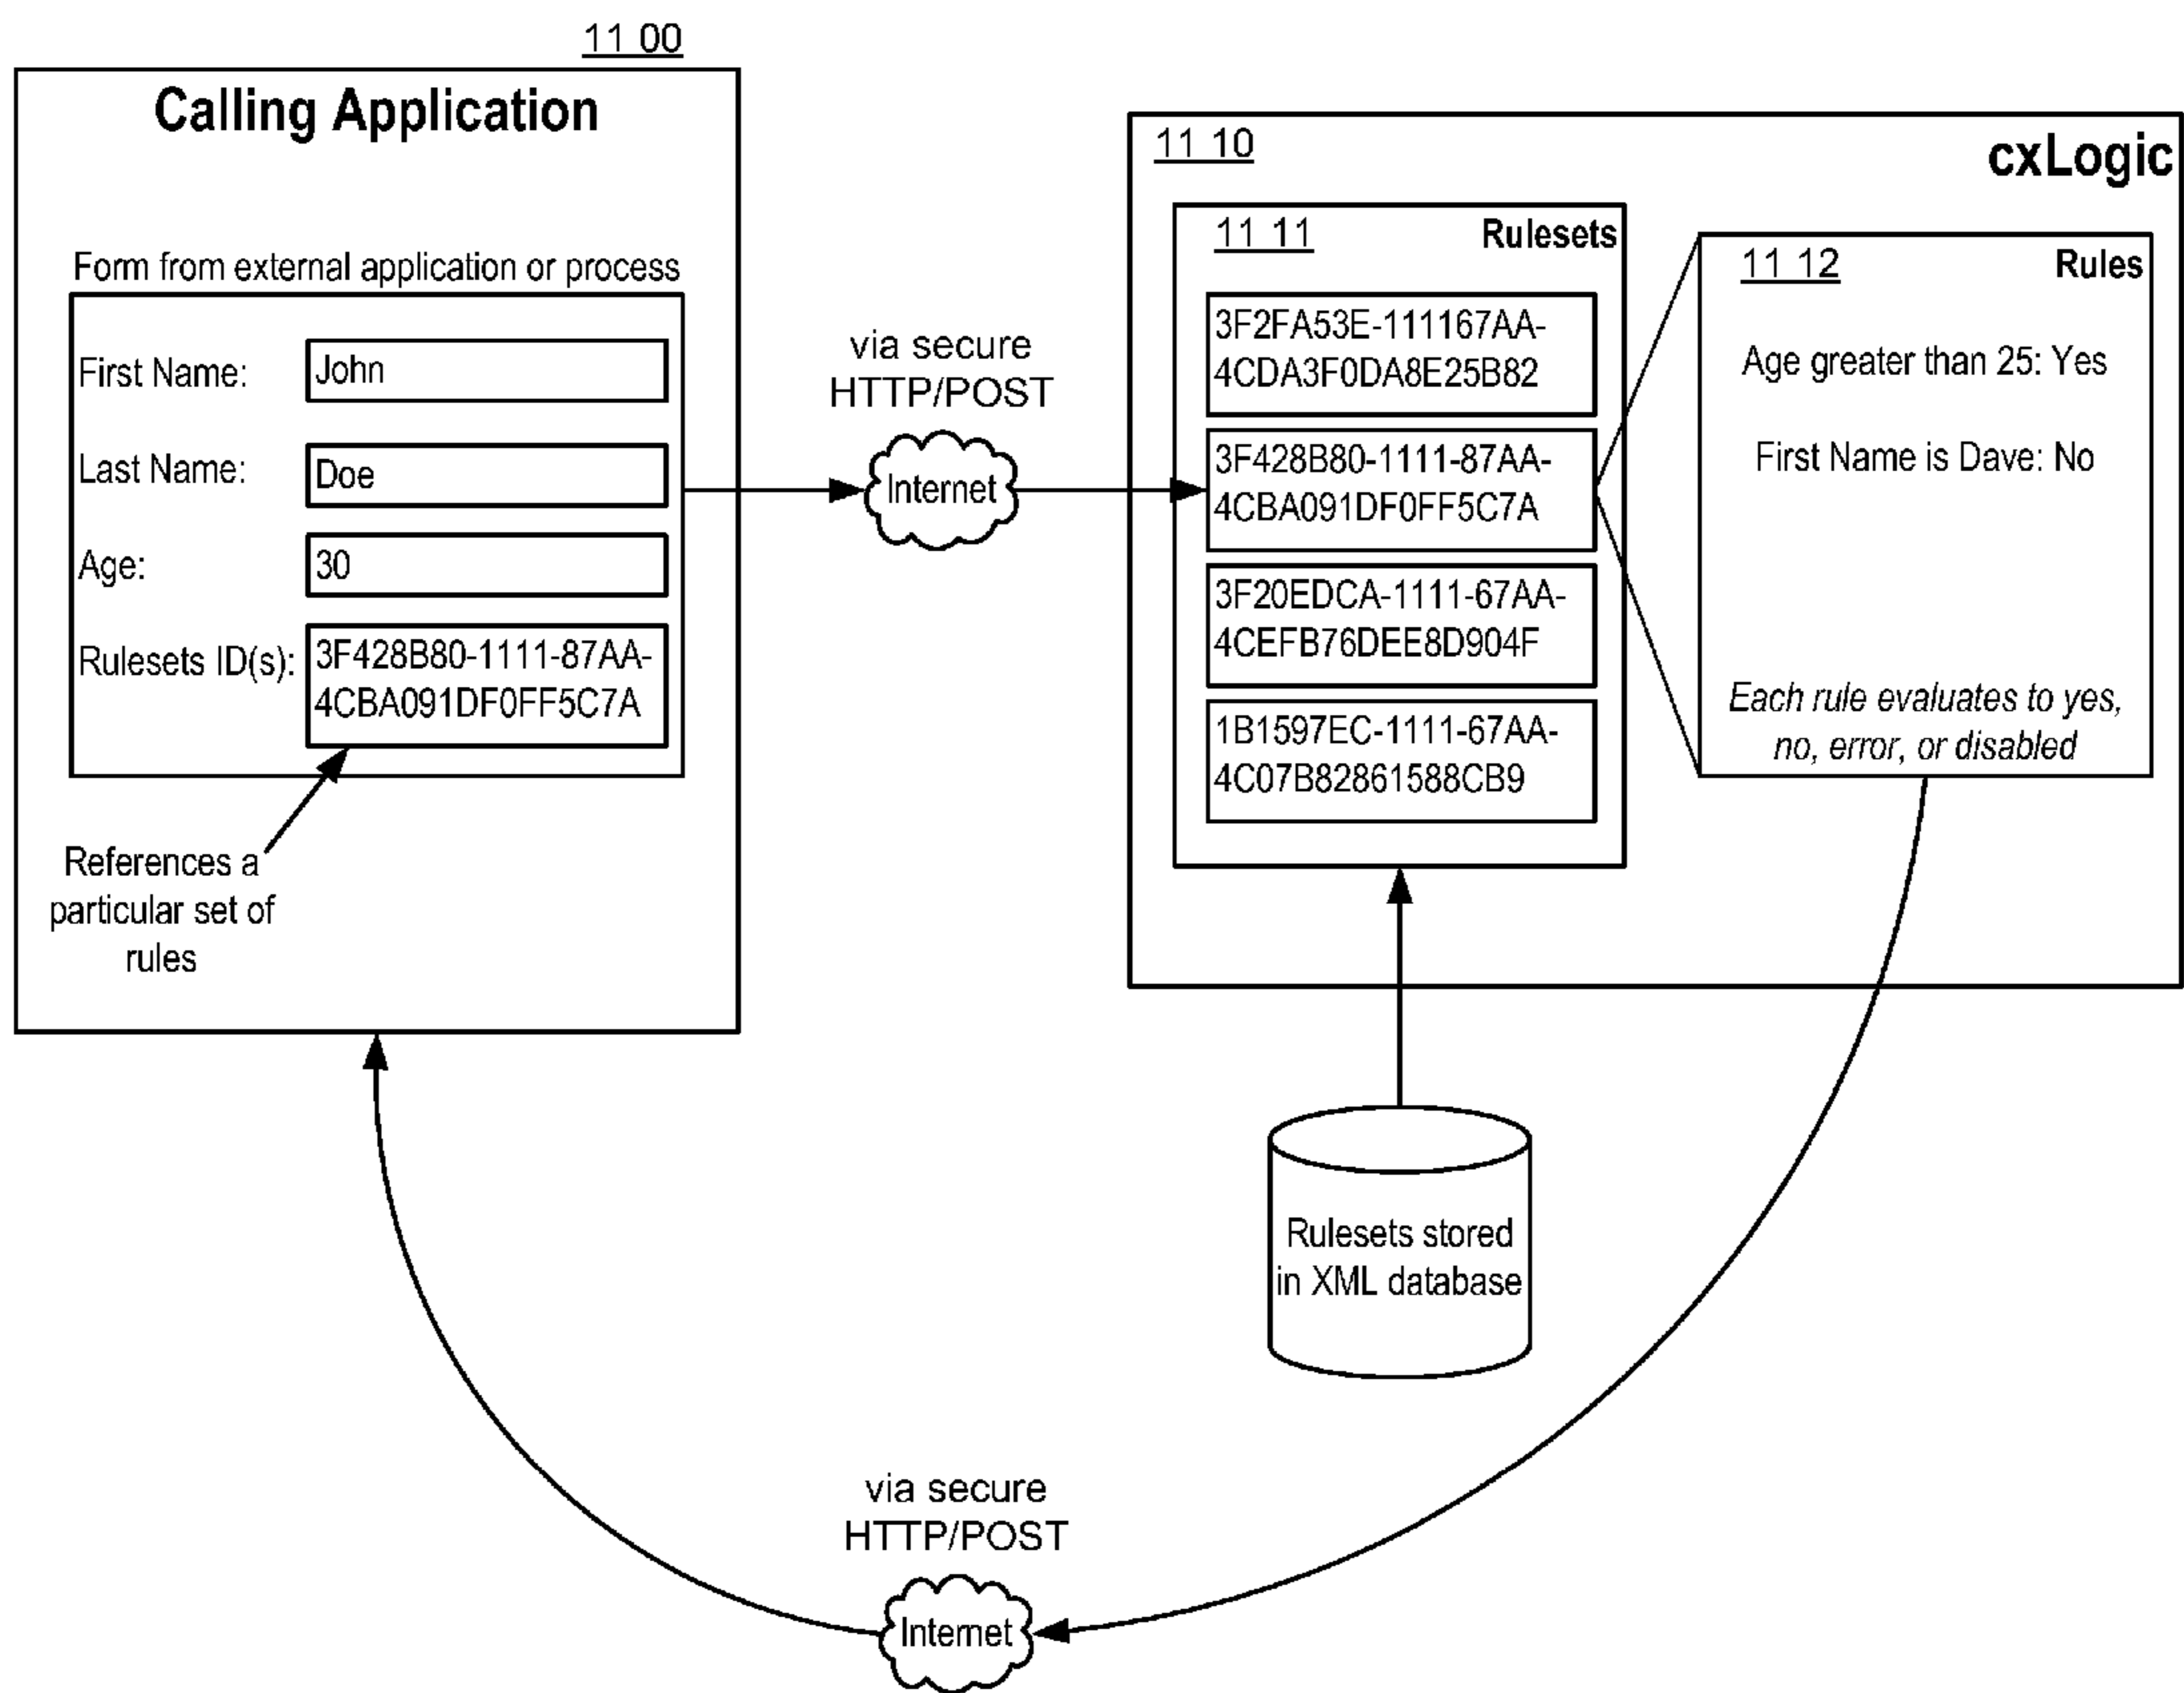 11 00
Calling Application
Form from external application or process
First Name:
John
Last Name:
Doe
Age:
30
Rulesets ID(s):
3F428B80-1111-87AA-
4CBA091DF0FF5C7A
References a
particular set of
rules
via secure
HTTP/POST
Internet
11 10
cxLogic
11 11
Rulesets
3F2FA53E-111167AA-
4CDA3F0DA8E25B82
3F428B80-1111-87AA-
4CBA091DF0FF5C7A
3F20EDCA-1111-67AA-
4CEFB76DEE8D904F
1B1597EC-1111-67AA-
4C07B82861588CB9
11 12
Rules
Age greater than 25: Yes
First Name is Dave: No
Each rule evaluates to yes,
no, error, or disabled
Rulesets stored
in XML database
via secure
HTTP/POST
Internet